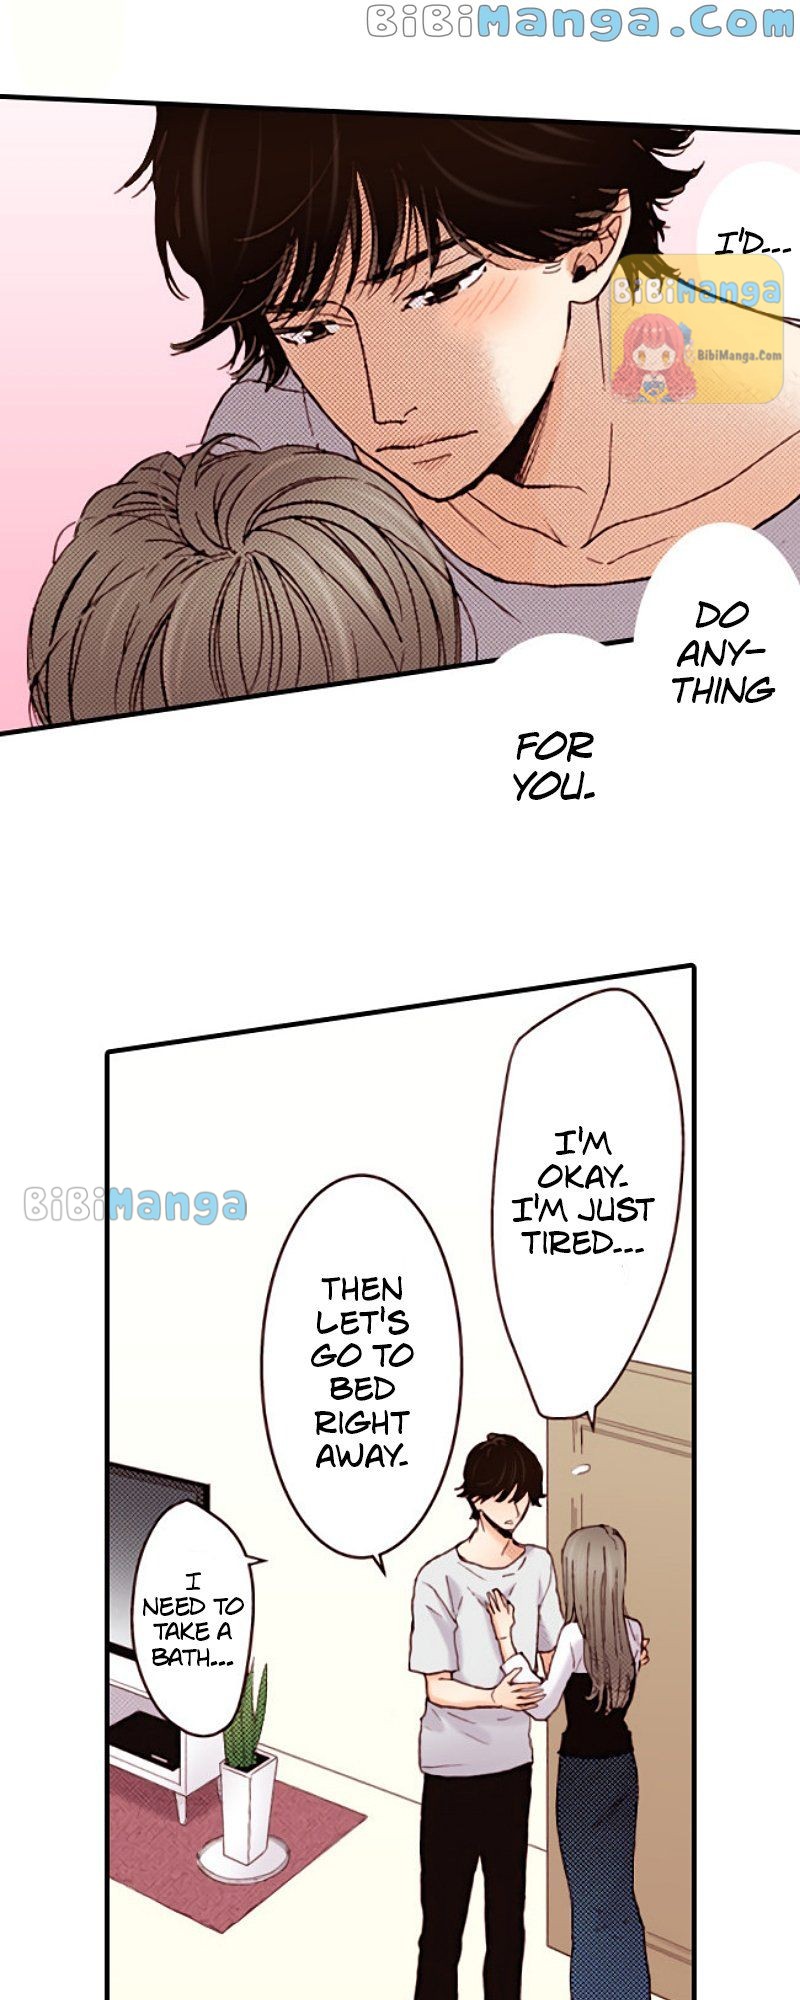 BiBiManga.Com
I'D...
BiBiManga
BibiManga.Com
DO
ANY-
THING
FOR
YOU.
I'M
OKAY.
I'M JUST
TIRED...
BiBiManga
THEN
LET'S
GO TO
BED
RIGHT
AWAY.
I
NEED TO
TAKE A
BATH...